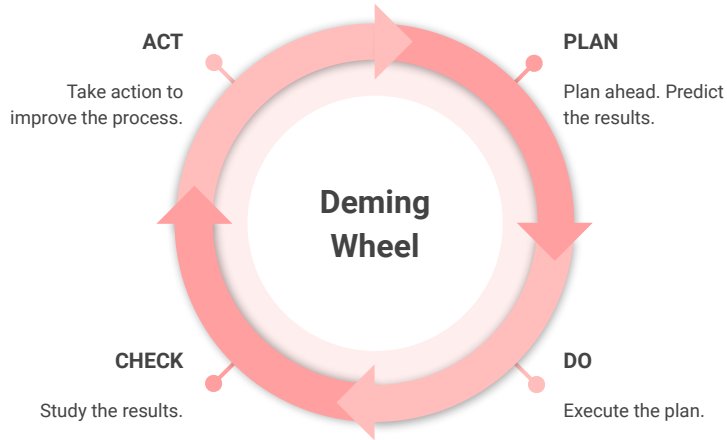 ACT
Take action to
improve the process.
PLAN
Plan ahead. Predict
the results.
Deming
Wheel
CHECK
Study the results.
DO
Execute the plan.